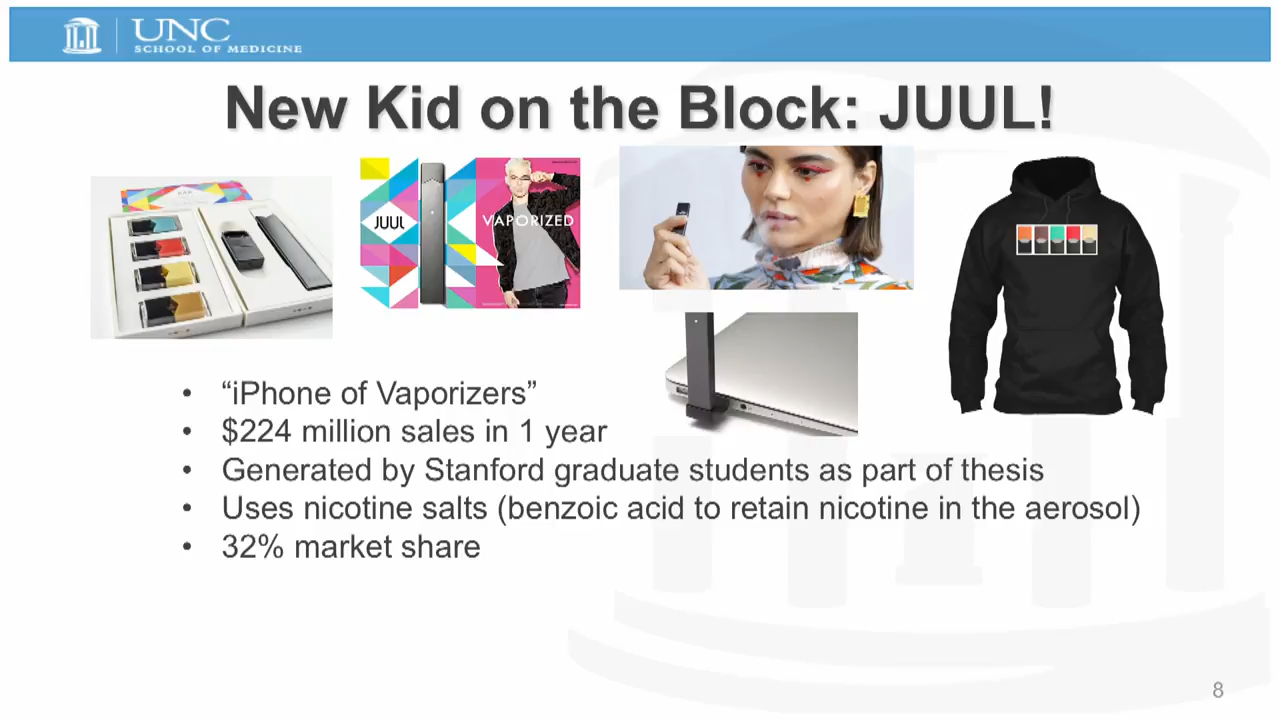 UNC
SCHOOL OF MEDICINE
New Kid on the Block: JUUL!
JUUL
VAPORIZED
• “iPhone of Vaporizers”
• $224 million sales in 1 year
• Generated by Stanford graduate students as part of thesis
• Uses nicotine salts (benzoic acid to retain nicotine in the aerosol)
• 32% market share
8